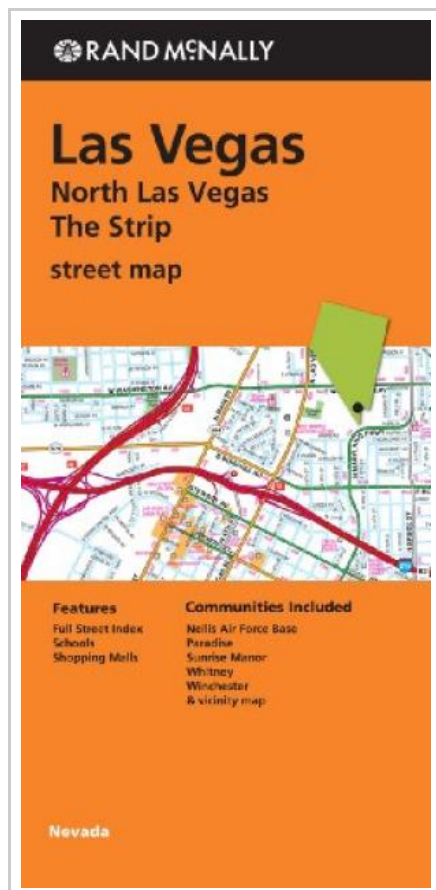 RAND McNALLY
Las Vegas
North Las Vegas
The Strip
street map
Features
Full Street Index
Schools
Shopping Malls
Communities Included
Nellis Air Force Base
Paradise
Sunrise Manor
Whitney
Winchester
& vicinity map
Nevada